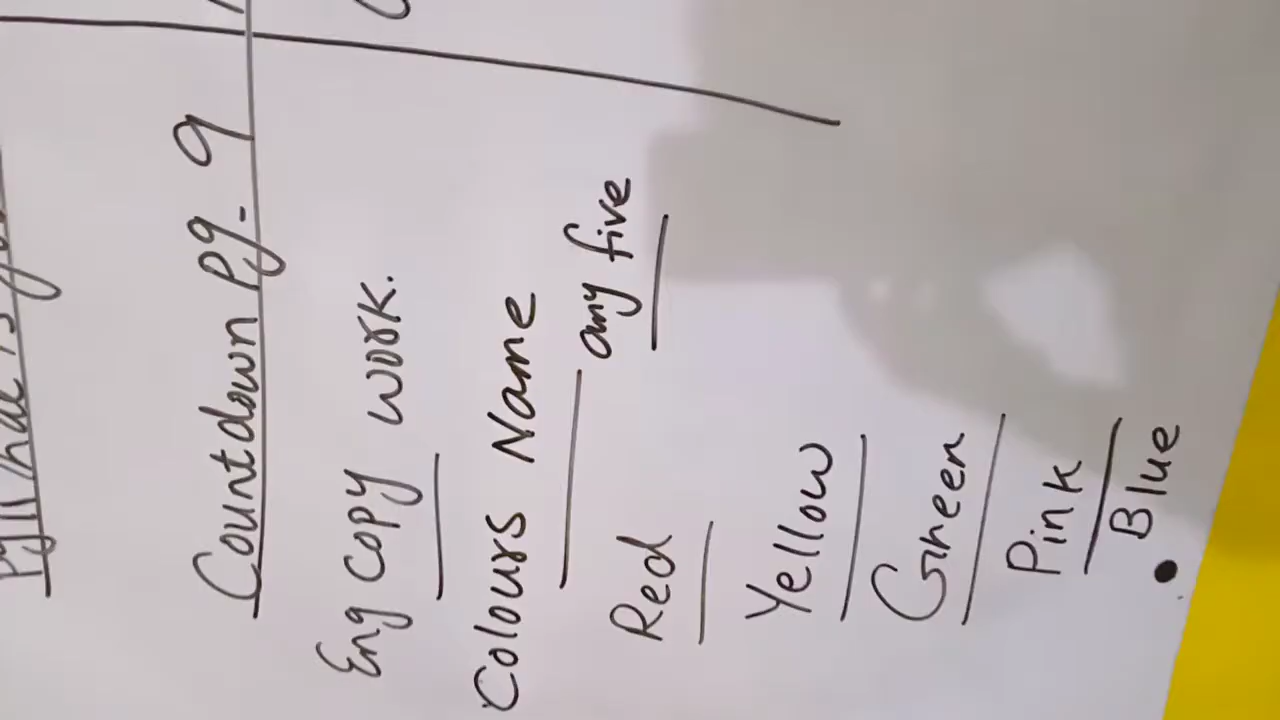 Countdown Pg- 9
Eng Copy work.
Colours Name
any five
Red
Yellow
Green
Pink
Blue